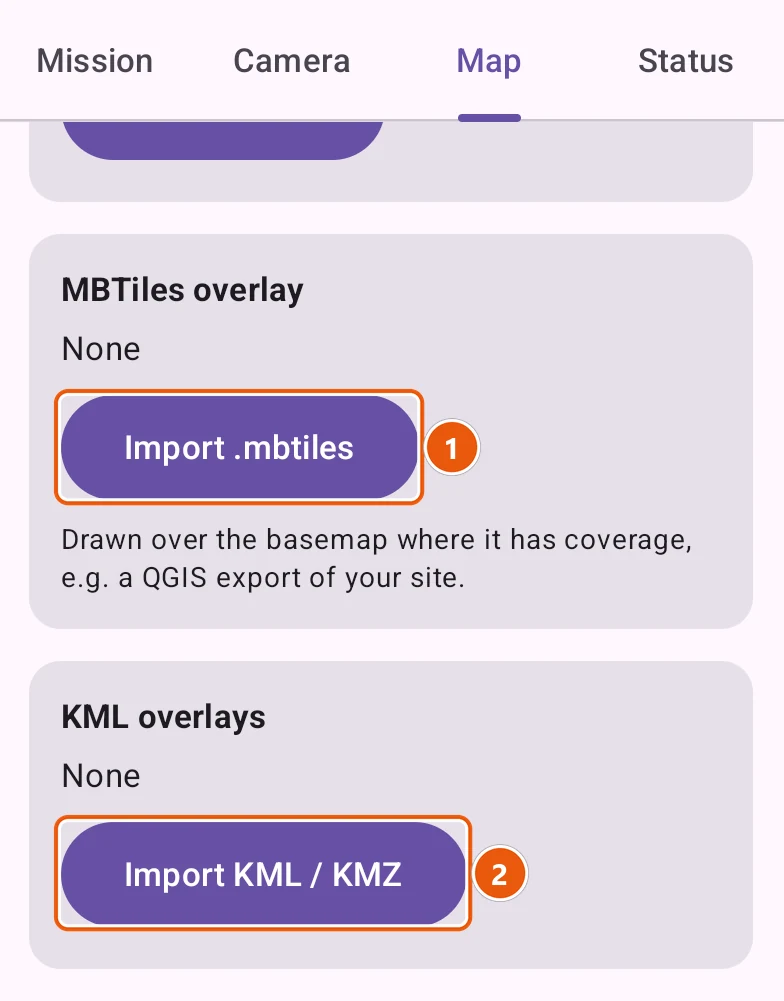 Mission Camera Map Status
MBTiles overlay
None
Import .mbtiles 1
Drawn over the basemap where it has coverage,
e.g. a QGIS export of your site.
KML overlays
None
Import KML / KMZ 2